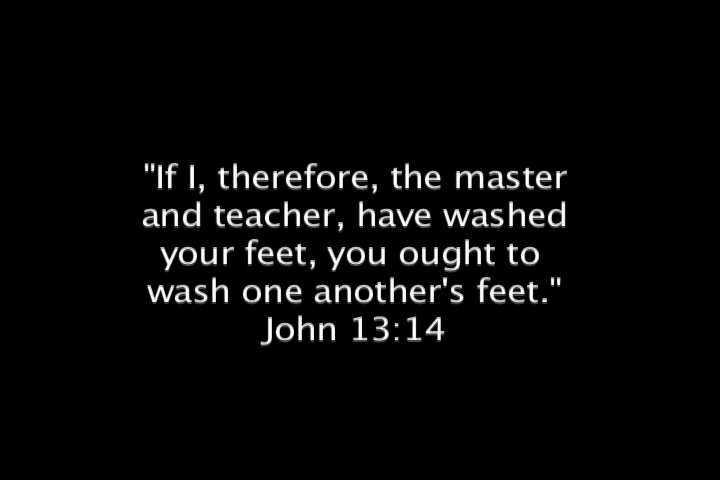 "If I, therefore, the master
and teacher, have washed
your feet, you ought to
wash one another's feet."
John 13:14